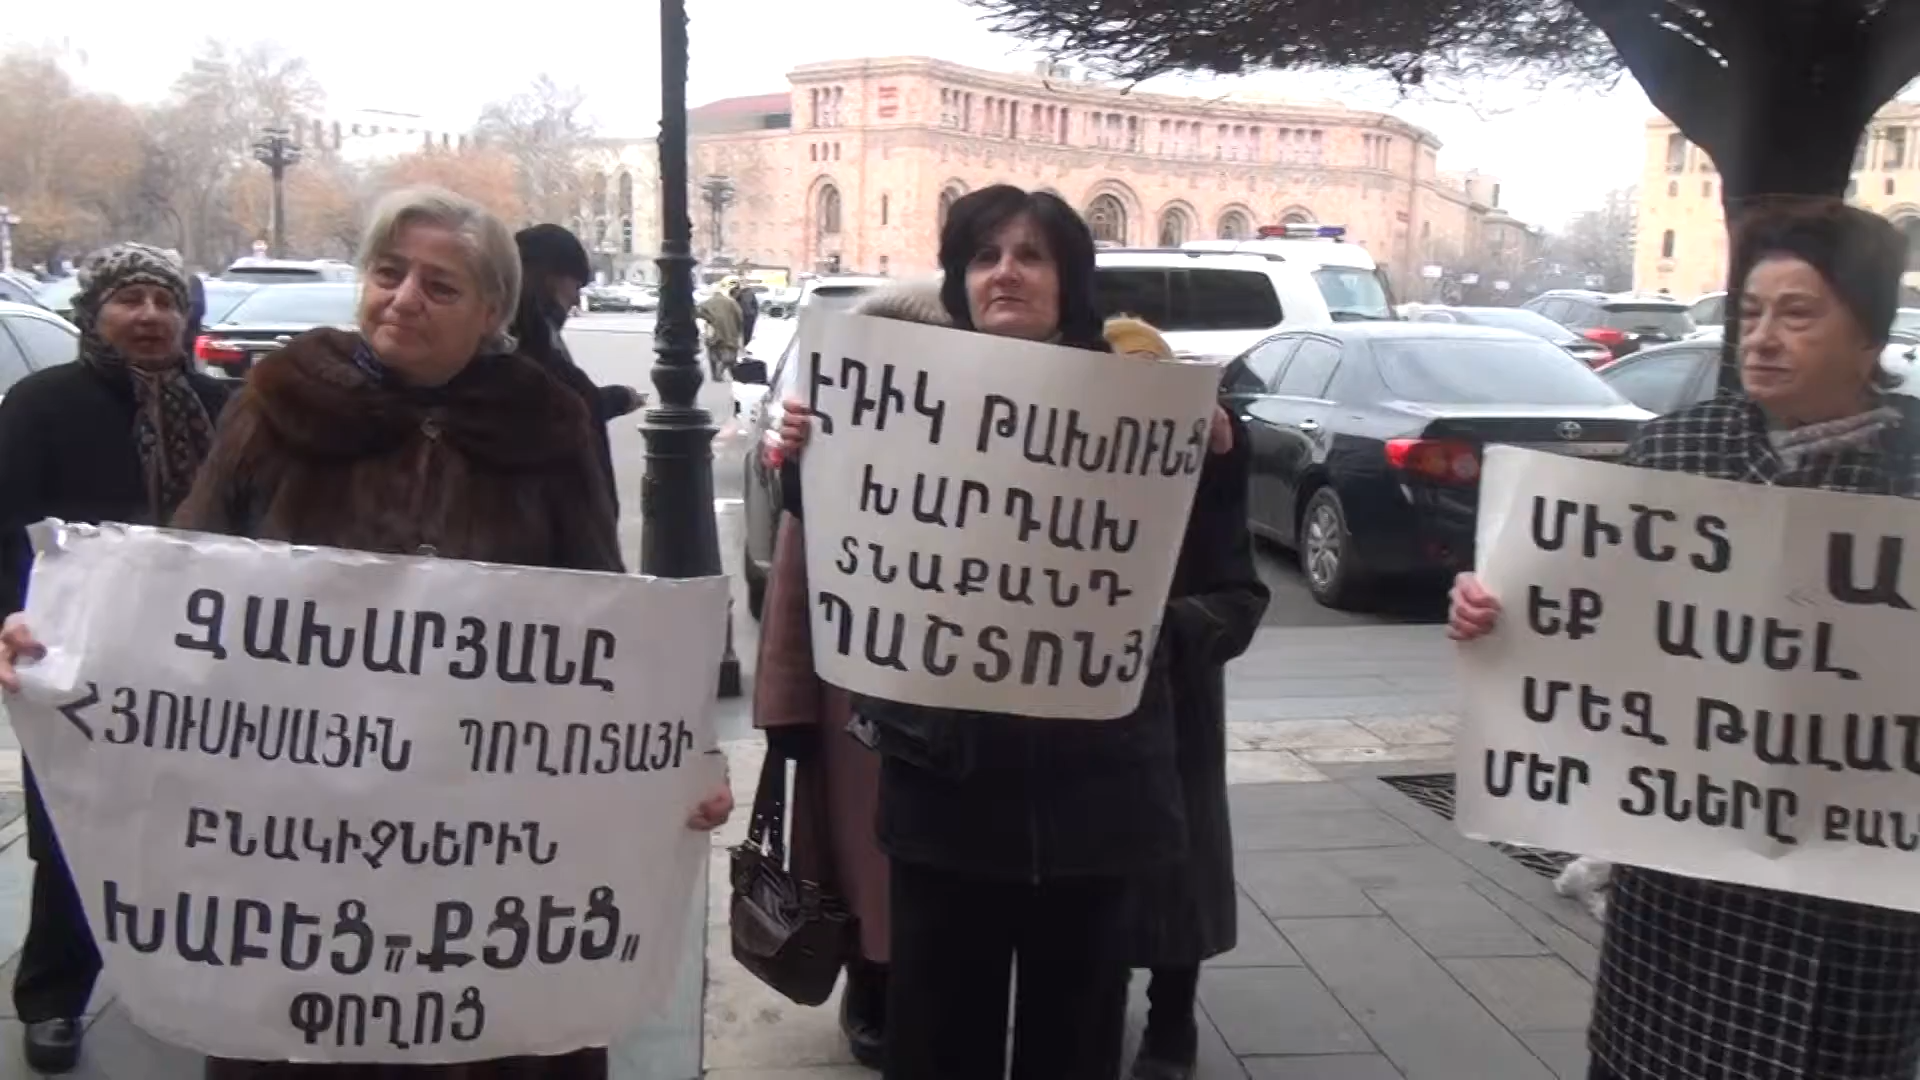 ԶԱԽԱՐՅԱՆԸ
ՀՅՈՒՍԻՍԱՅԻՆ ՊՈՂՈՏԱՅԻ
ԲՆԱԿԻՉՆԵՐԻՆ
ԽԱԲԵՑ „ՔՑԵՑ„
ՓՈՂՈՑ
ԷԴԻԿ ԹԱԽՈՒՆՑ
ԽԱՐԴԱԽ
ՏՆԱՔԱՆԴ
ՊԱՇՏՈՆՅ
ՄԻՇՏ «Ա
ԵՔ ԱՍԵԼ
ՄԵԶ ԹԱԼԱՆ
ՄԵՐ ՏՆԵՐԸ ՔԱՆ